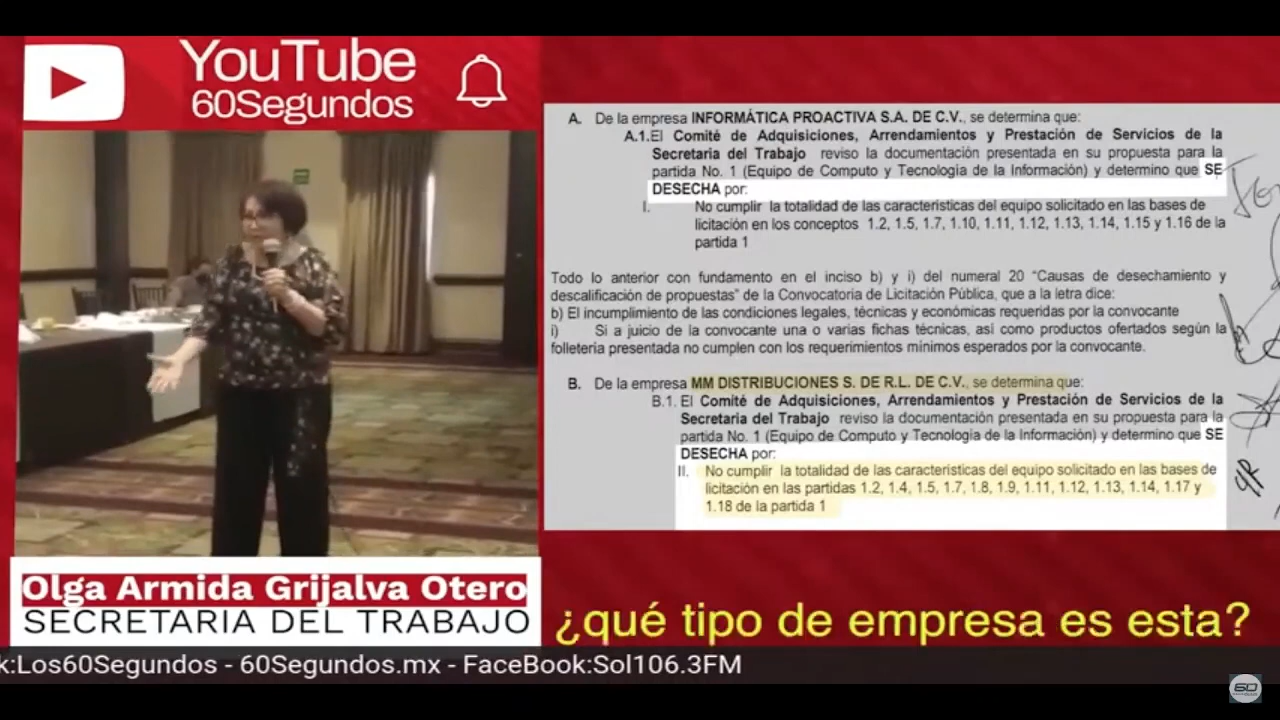 YouTube
60Segundos
A. De la empresa INFORMÁTICA PROACTIVA S.A. DE C.V., se determina que:
A.1.El Comité de Adquisiciones, Arrendamientos y Prestación de Servicios de la
Secretaria del Trabajo reviso la documentación presentada en su propuesta para la
partida No. 1 (Equipo de Computo y Tecnología de la Información) y determino que SE
DESECHA por:
I. No cumplir la totalidad de las características del equipo solicitado en las bases de
licitación en los conceptos 1.2, 1.5, 1.7, 1.10, 1.11, 1.12, 1.13, 1.14, 1.15 y 1.16 de la
partida 1
Todo lo anterior con fundamento en el inciso b) y i) del numeral 20 “Causas de desechamiento y
descalificación de propuestas” de la Convocatoria de Licitación Pública, que a la letra dice:
b) El incumplimiento de las condiciones legales, técnicas y económicas requeridas por la convocante
i) Si a juicio de la convocante una o varias fichas técnicas, así como productos ofertados según la
folletería presentada no cumplen con los requerimientos mínimos esperados por la convocante.
B. De la empresa MM DISTRIBUCIONES S. DE R.L. DE C.V., se determina que:
B.1. El Comité de Adquisiciones, Arrendamientos y Prestación de Servicios de la
Secretaria del Trabajo reviso la documentación presentada en su propuesta para la
partida No. 1 (Equipo de Computo y Tecnología de la Información) y determino que SE
DESECHA por:
II. No cumplir la totalidad de las características del equipo solicitado en las bases de
licitación en las partidas 1.2, 1.4, 1.5, 1.7, 1.8, 1.9, 1.11, 1.12, 1.13, 1.14, 1.17 y
1.18 de la partida 1
Olga Armida Grijalva Otero
SECRETARIA DEL TRABAJO
¿qué tipo de empresa es esta?
k:Los60Segundos - 60Segundos.mx - FaceBook:Sol106.3FM
60